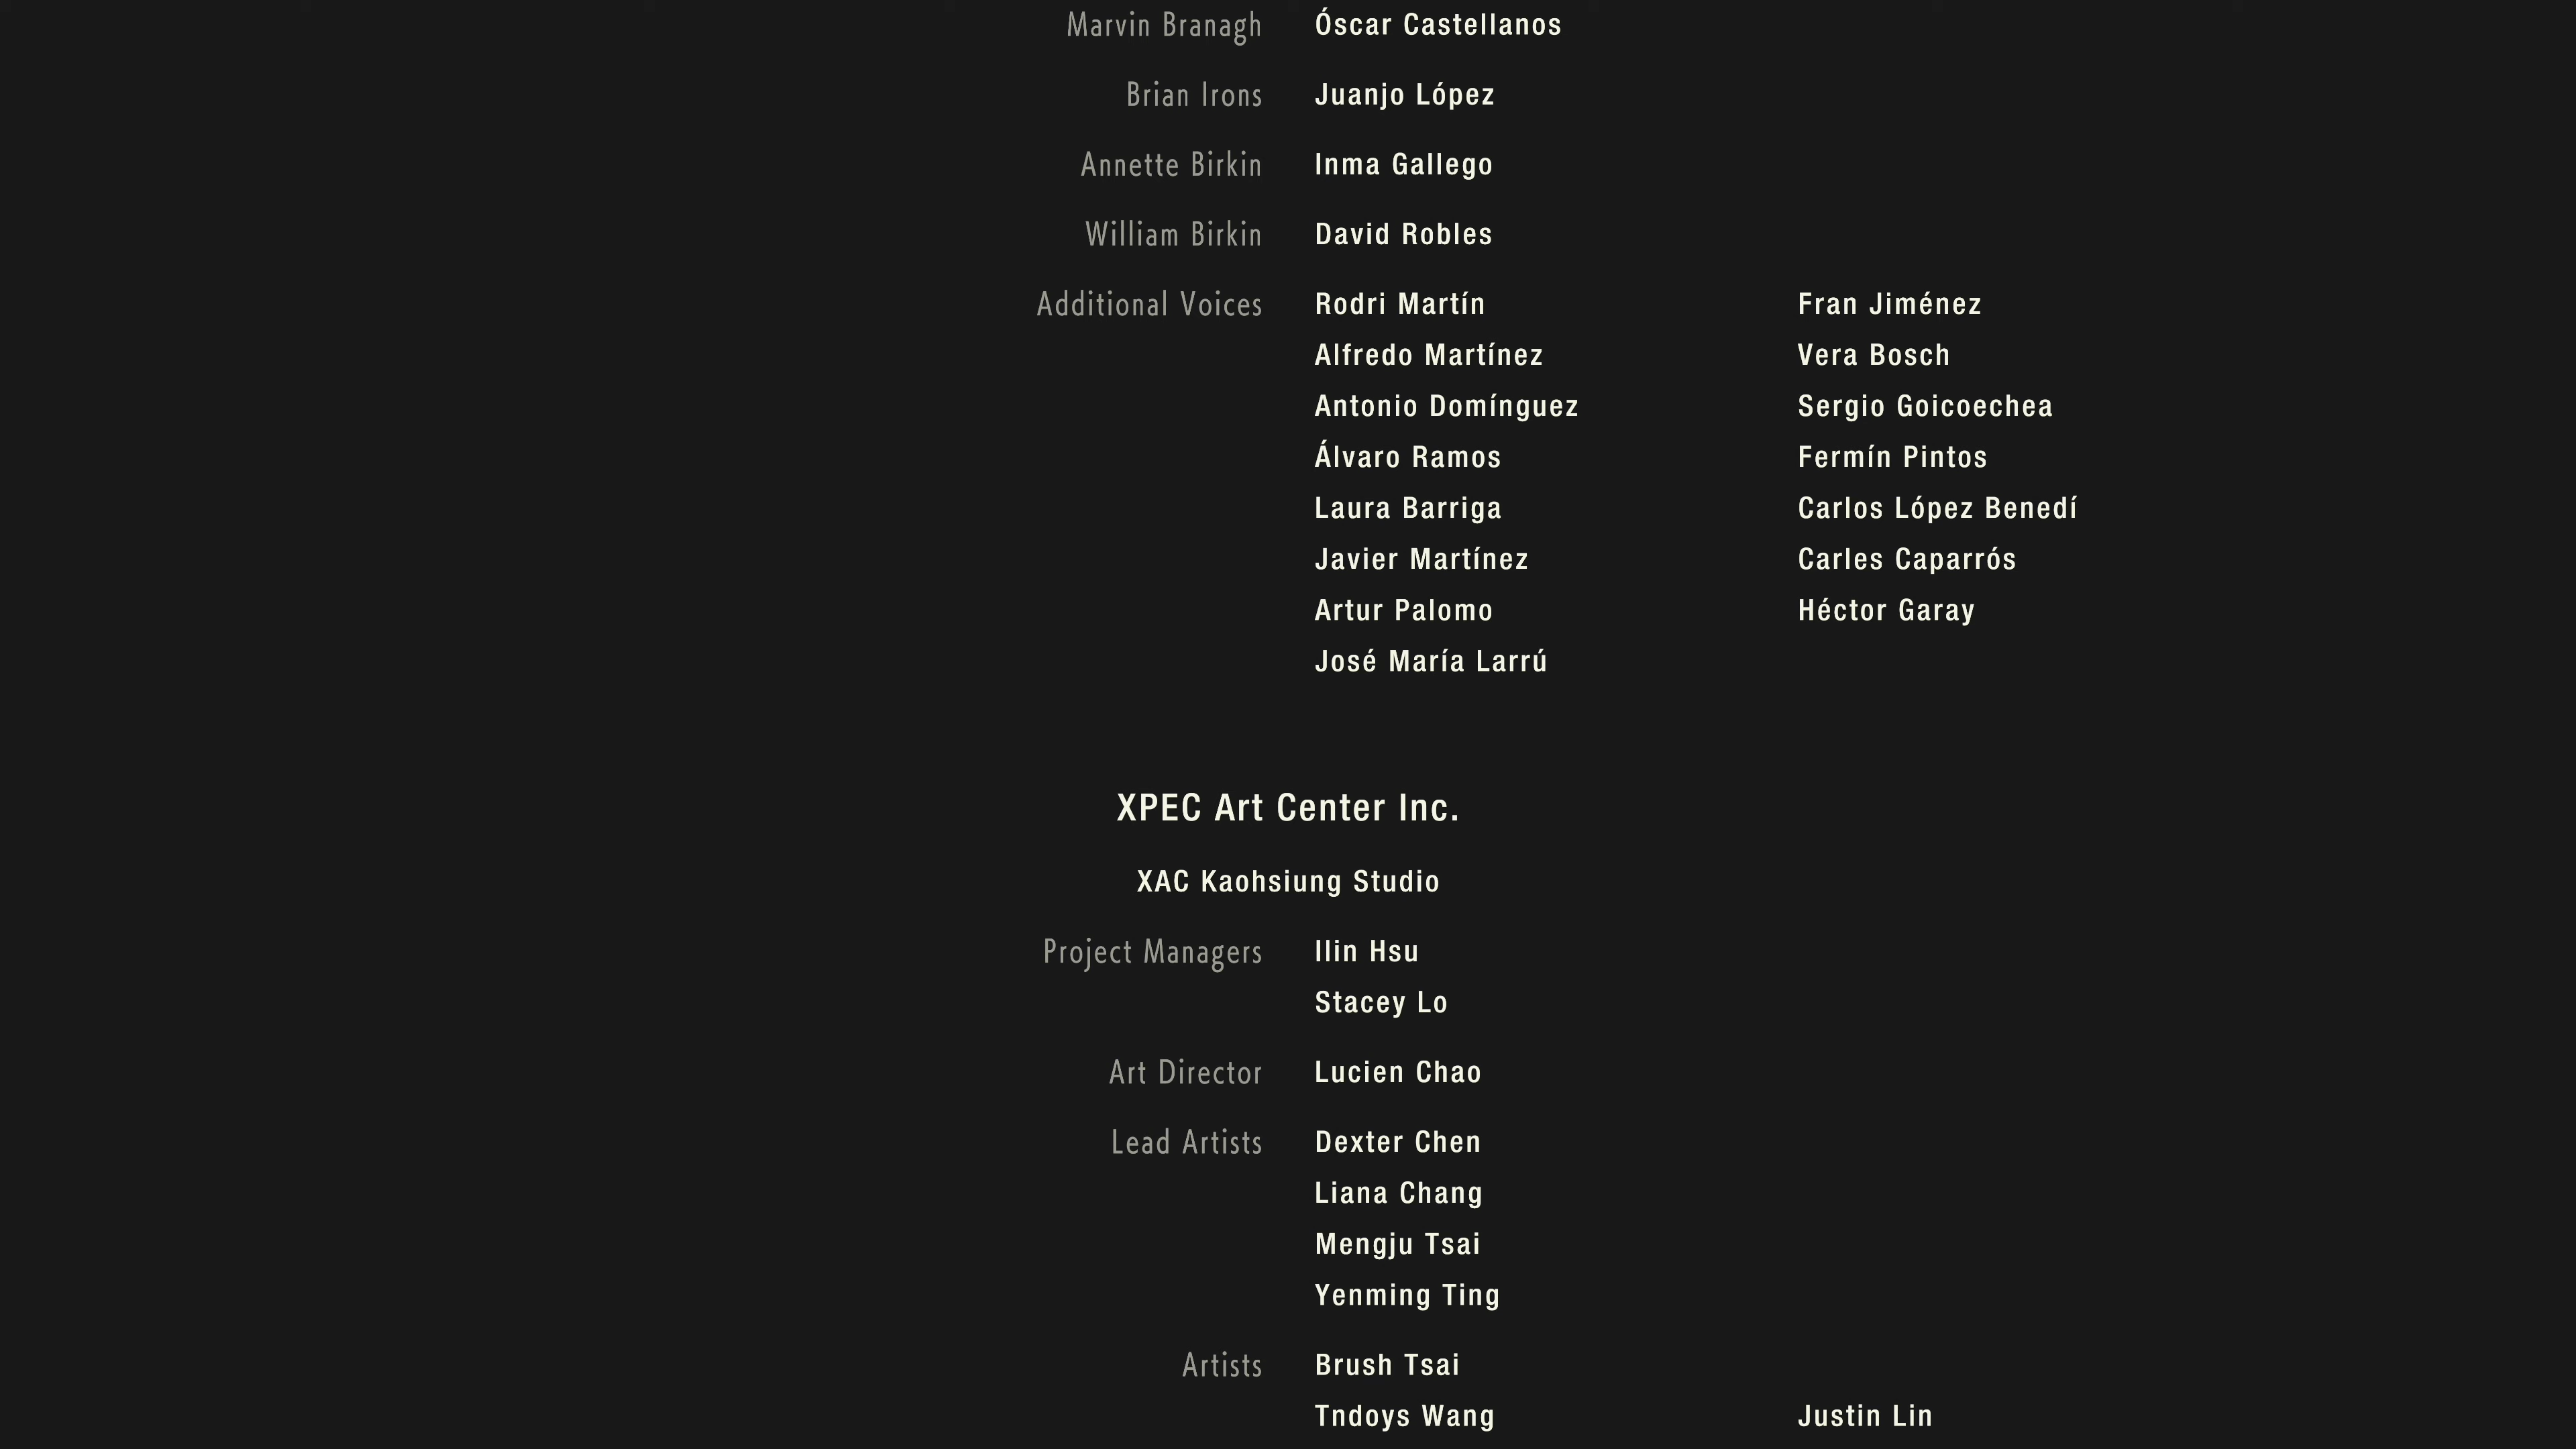 Marvin Branagh Óscar Castellanos
Brian Irons Juanjo López
Annette Birkin Inma Gallego
William Birkin David Robles
Additional Voices Rodri Martín Fran Jiménez
Alfredo Martínez Vera Bosch
Antonio Domínguez Sergio Goicoechea
Álvaro Ramos Fermín Pintos
Laura Barriga Carlos López Benedí
Javier Martínez Carles Caparrós
Artur Palomo Héctor Garay
José María Larrú
XPEC Art Center Inc.
XAC Kaohsiung Studio
Project Managers Ilin Hsu
Stacey Lo
Art Director Lucien Chao
Lead Artists Dexter Chen
Liana Chang
Mengju Tsai
Yenming Ting
Artists Brush Tsai
Tndoys Wang Justin Lin